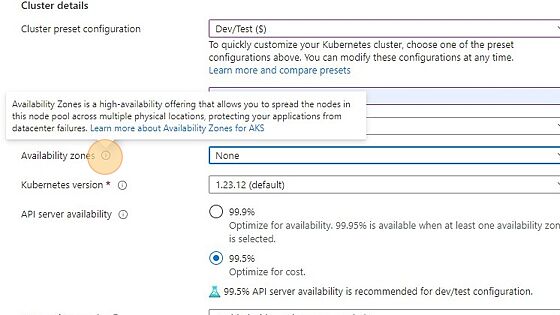 Cluster details
Cluster preset configuration
Dev/Test ($)
To quickly customize your Kubernetes cluster, choose one of the preset
configurations above. You can modify these configurations at any time.
Learn more and compare presets
Availability Zones is a high-availability offering that allows you to spread the nodes in
this node pool across multiple physical locations, protecting your applications from
datacenter failures. Learn more about Availability Zones for AKS
Availability zones
None
Kubernetes version *
1.23.12 (default)
API server availability
99.9%
Optimize for availability. 99.95% is available when at least one availability zon
is selected.
99.5%
Optimize for cost.
99.5% API server availability is recommended for dev/test configuration.